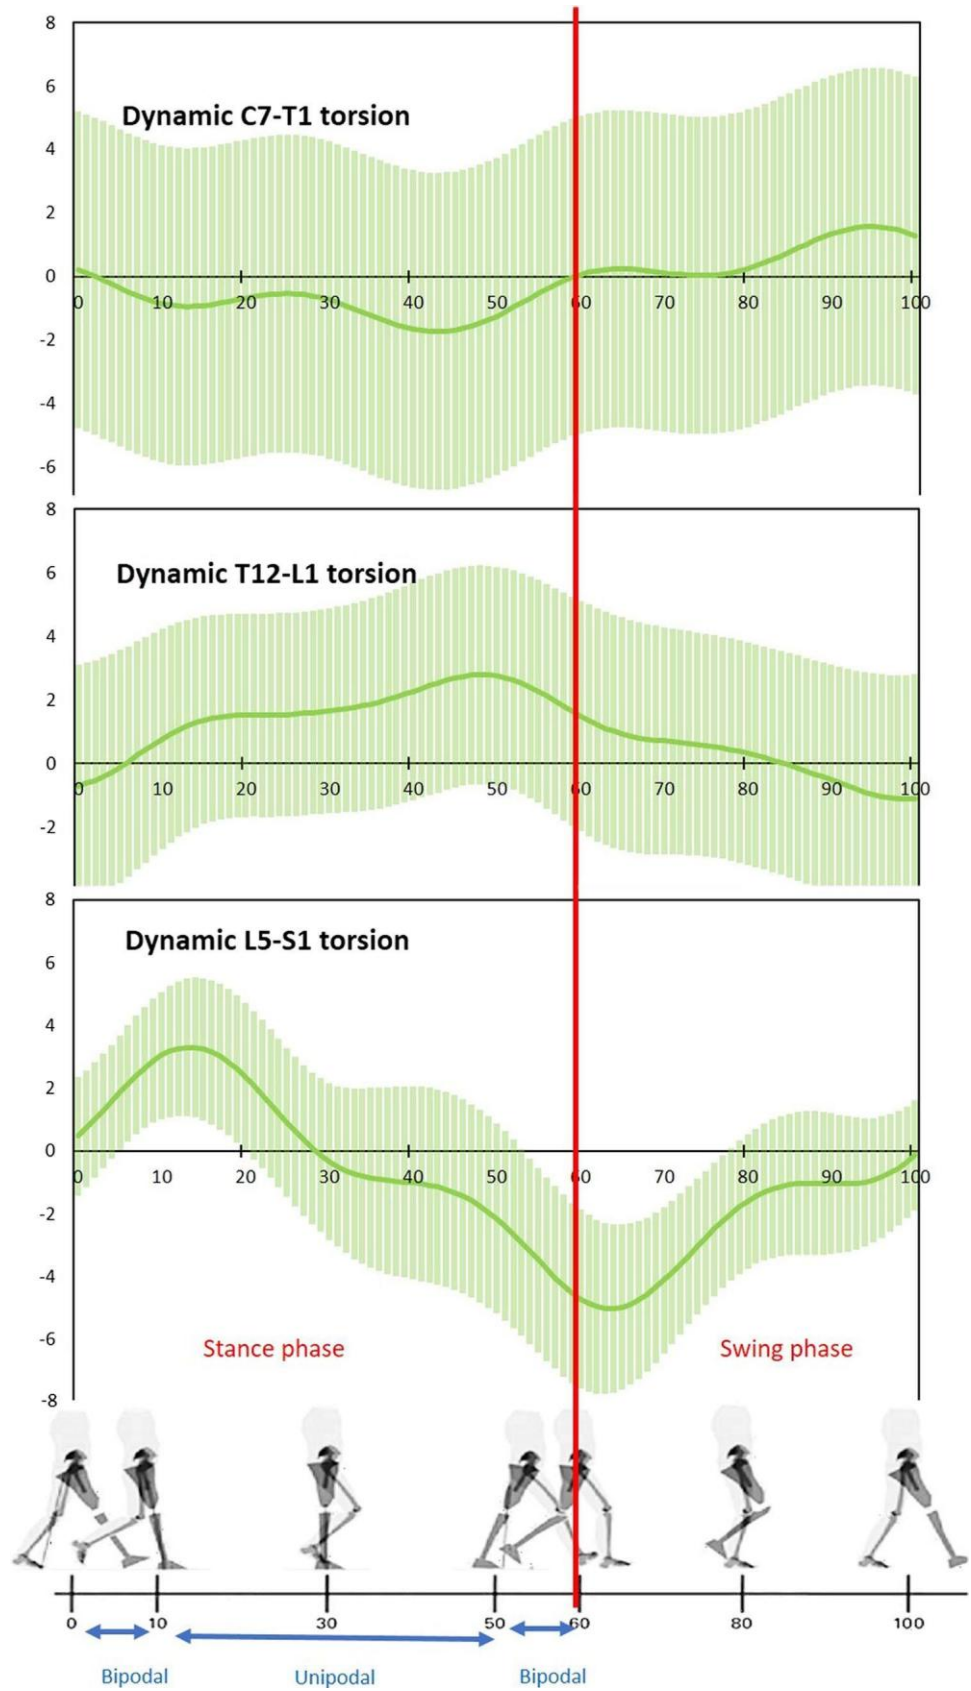 8
6
Dynamic C7-T1 torsion
4
2
0
0 10 20 30 40 50 60 70 80 90 100
-2
-4
-6
8
6
Dynamic T12-L1 torsion
4
2
0
0 10 20 30 40 50 60 70 80 90 100
-2
8
Dynamic L5-S1 torsion
6
4
2
0
0 10 20 30 40 50 60 70 80 90 100
-2
-4
-6
Stance phase Swing phase
-8
0 10 30 50 60 80 100
Bipodal Unipodal Bipodal